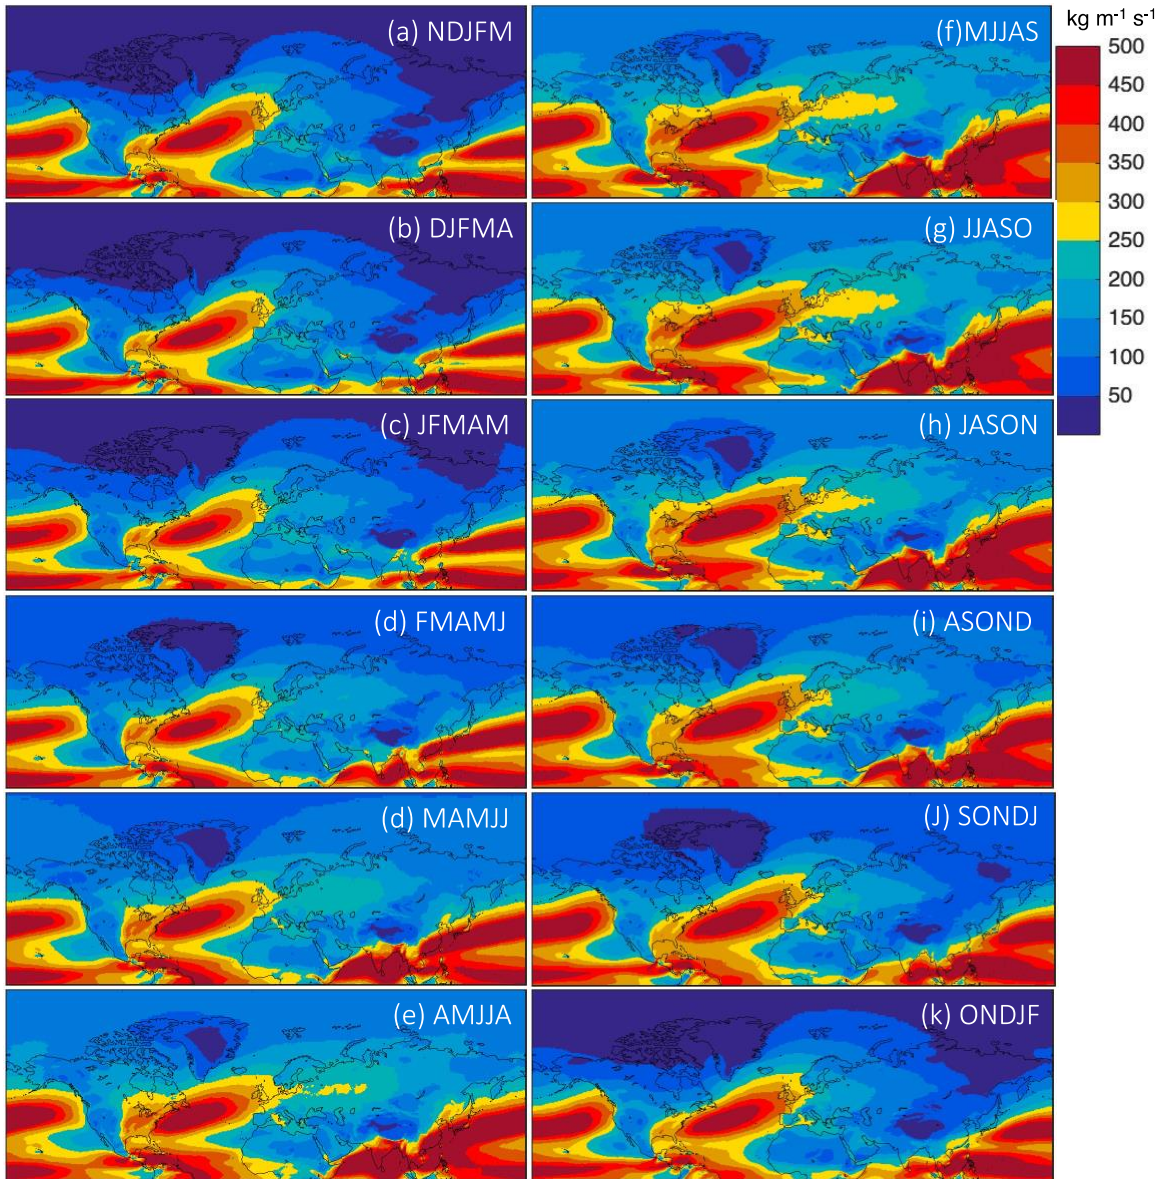 kg m⁻¹ s⁻¹
(a) NDJFM
(f)MJJAS
500
450
400
350
300
250
200
150
100
50
(b) DJFMA
(g) JJASO
(c) JFMAM
(h) JASON
(d) FMAMJ
(i) ASOND
(d) MAMJJ
(J) SONDJ
(e) AMJJA
(k) ONDJF